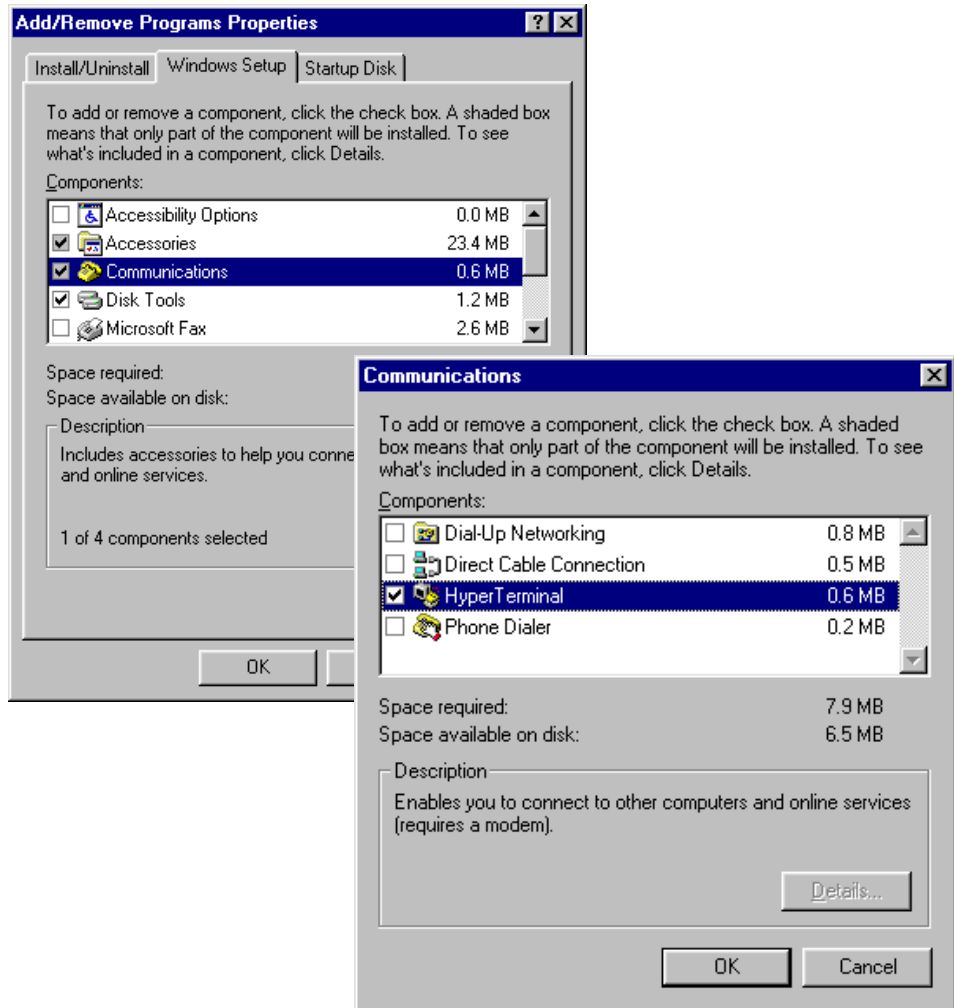 Add/Remove Programs Properties
Install/Uninstall Windows Setup Startup Disk
To add or remove a component, click the check box. A shaded box
means that only part of the component will be installed. To see
what's included in a component, click Details.
Components:
Accessibility Options 0.0 MB
Accessories 23.4 MB
Communications 0.6 MB
Disk Tools 1.2 MB
Microsoft Fax 2.6 MB
Space required:
Space available on disk:
Description
Includes accessories to help you conne
and online services.
1 of 4 components selected
OK
Communications
To add or remove a component, click the check box. A shaded
box means that only part of the component will be installed. To see
what's included in a component, click Details.
Components:
Dial-Up Networking 0.8 MB
Direct Cable Connection 0.5 MB
HyperTerminal 0.6 MB
Phone Dialer 0.2 MB
Space required: 7.9 MB
Space available on disk: 6.5 MB
Description
Enables you to connect to other computers and online services
(requires a modem).
Details...
OK Cancel